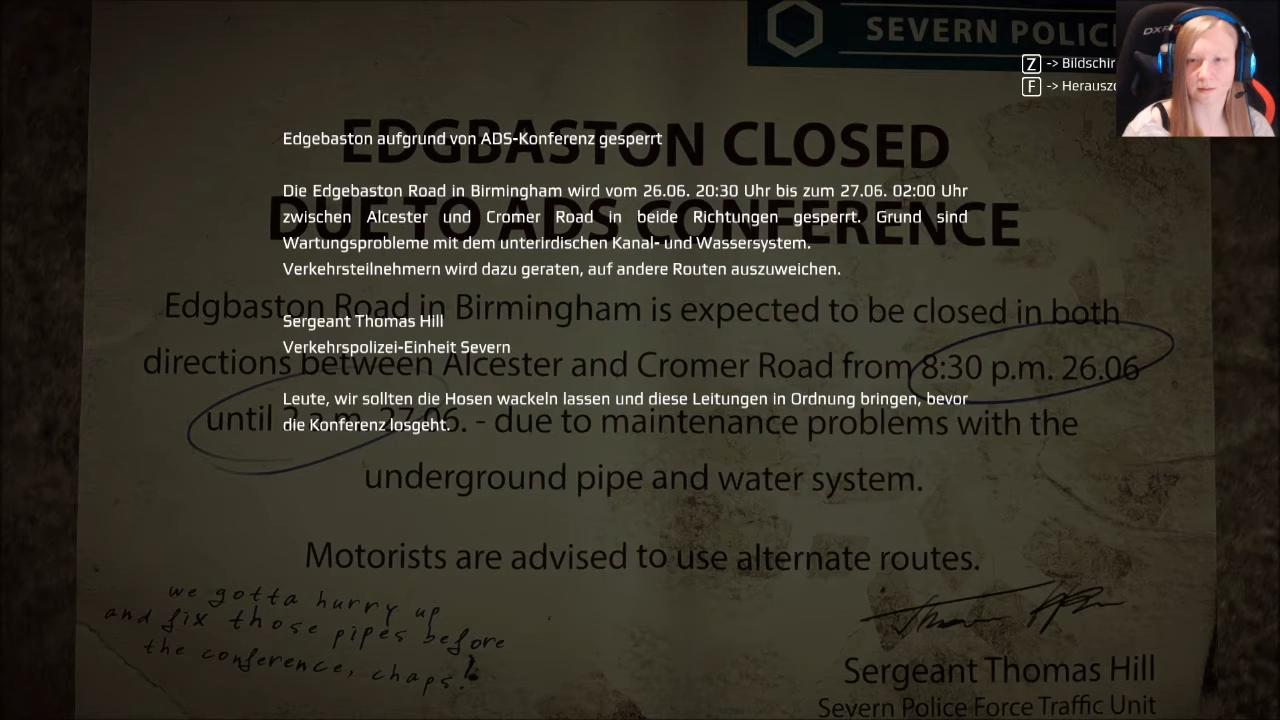 SEVERN POLIC
Z -> Bildschir
F -> Herausz
EDGBASTON CLOSED
DUE TO ADS CONFERENCE
Edgebaston aufgrund von ADS-Konferenz gesperrt
Die Edgebaston Road in Birmingham wird vom 26.06. 20:30 Uhr bis zum 27.06. 02:00 Uhr
zwischen Alcester und Cromer Road in beide Richtungen gesperrt. Grund sind
Wartungsprobleme mit dem unterirdischen Kanal- und Wassersystem.
Verkehrsteilnehmern wird dazu geraten, auf andere Routen auszuweichen.
Sergeant Thomas Hill
Verkehrspolizei-Einheit Severn
Leute, wir sollten die Hosen wackeln lassen und diese Leitungen in Ordnung bringen, bevor
die Konferenz losgeht.
Edgbaston Road in Birmingham is expected to be closed in both
directions between Alcester and Cromer Road from 8:30 p.m. 26.06
until 2 a.m. 27.06. - due to maintenance problems with the
underground pipe and water system.
Motorists are advised to use alternate routes.
we gotta hurry up
and fix those pipes before
the conference, chaps!
Sergeant Thomas Hill
Severn Police Force Traffic Unit